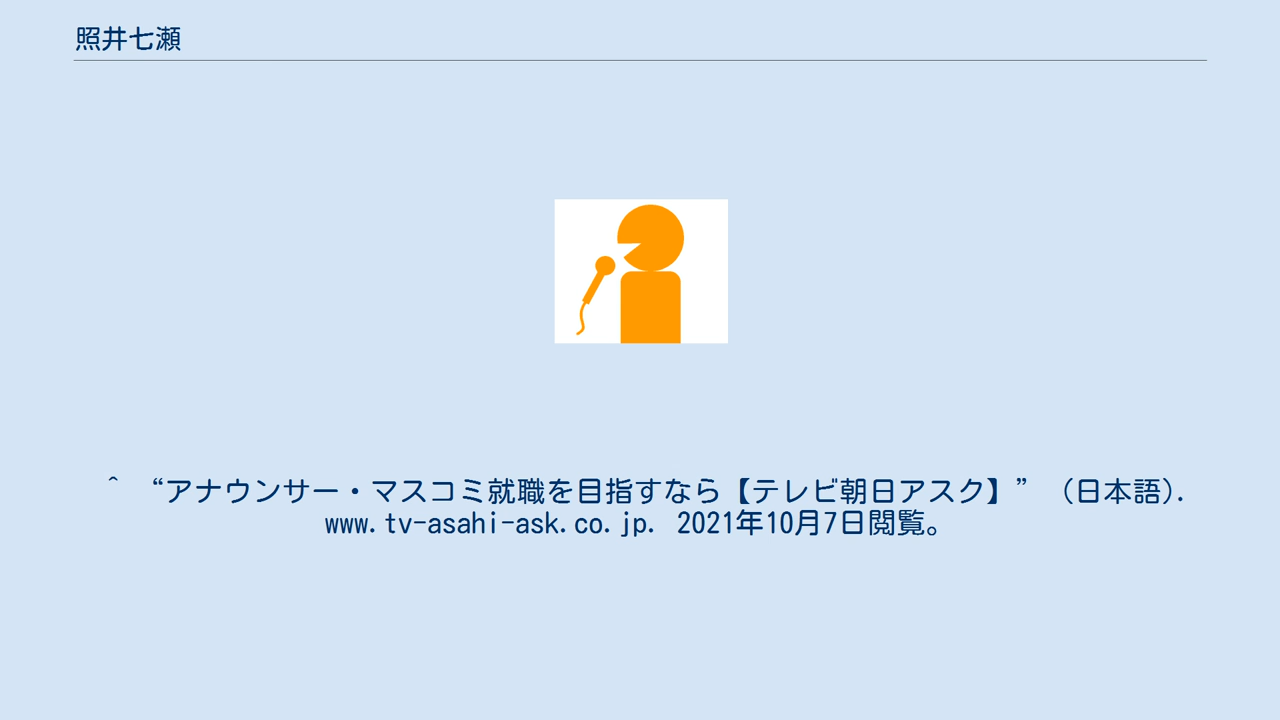 照井七瀬
^ “アナウンサー・マスコミ就職を目指すなら【テレビ朝日アスク】” (日本語).
www.tv-asahi-ask.co.jp. 2021年10月7日閲覧。